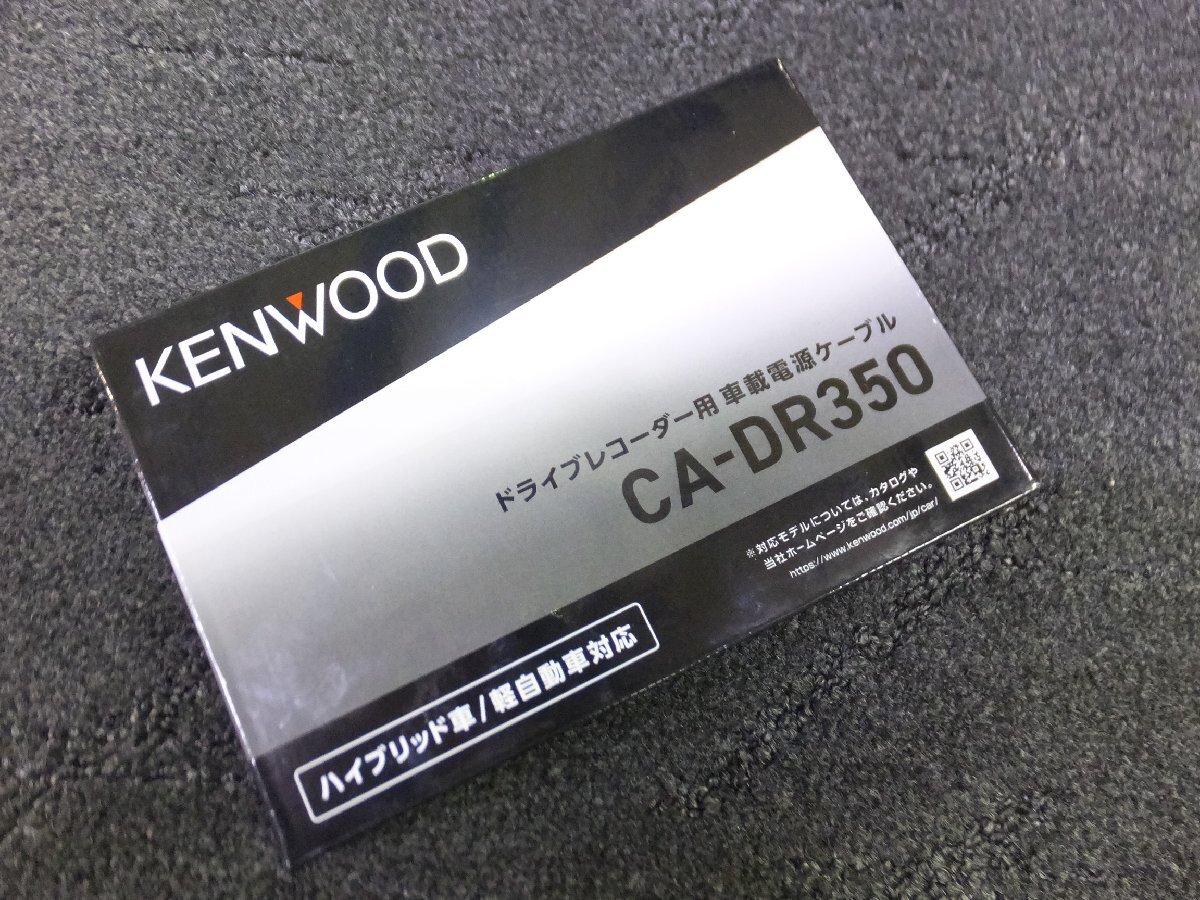 KENWOOD
ドライブレコーダー用 車載電源ケーブル
CA-DR350
※対応モデルについては、カタログや
当社ホームページをご確認ください。
https://www.kenwood.com/jp/car/
ハイブリッド車/軽自動車対応